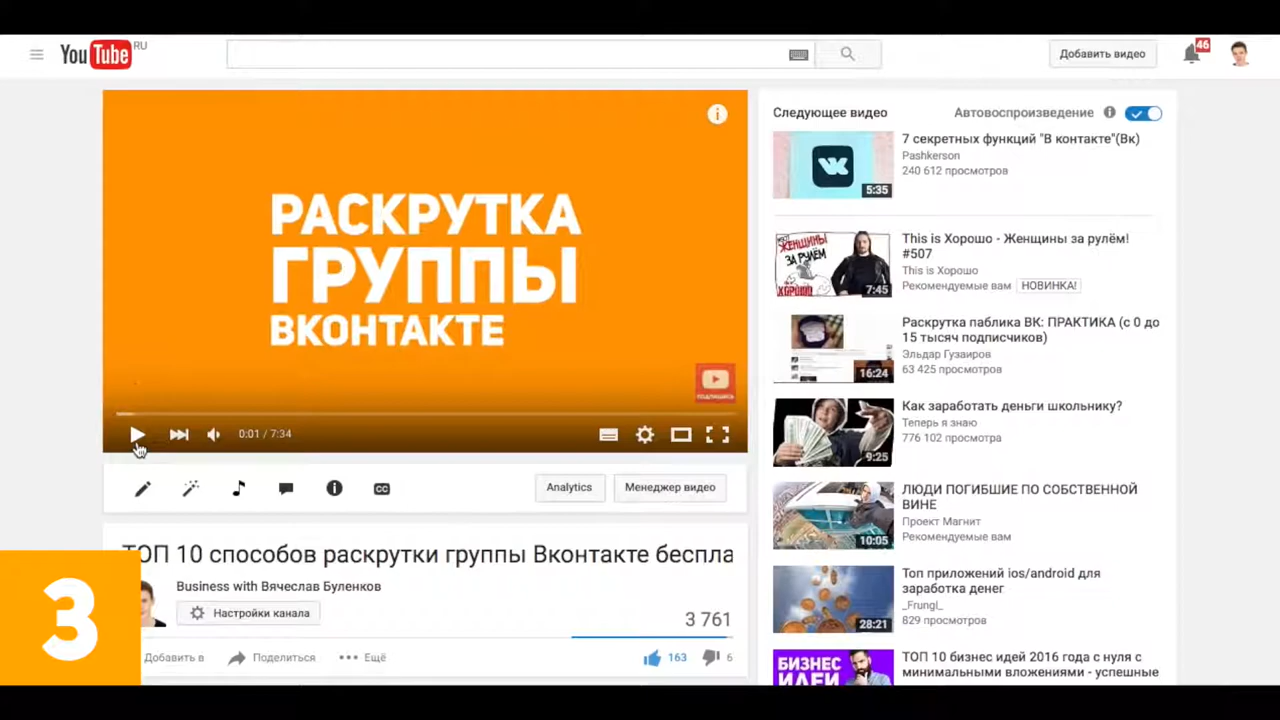 YouTube RU
Добавить видео
46
РАСКРУТКА
ГРУППЫ
ВКОНТАКТЕ
ПОДПИШИСЬ
0:01 / 7:34
Analytics
Менеджер видео
ТОП 10 способов раскрутки группы Вконтакте беспла
Business with Вячеслав Буленков
Настройки канала
3 761
Добавить в
Поделиться
Ещё
163
6
3
Следующее видео
Автовоспроизведение
7 секретных функций "В контакте"(Вк)
Pashkerson
240 612 просмотров
5:35
This is Хорошо - Женщины за рулём!
#507
This is Хорошо
Рекомендуемые вам НОВИНКА!
ЖЕНЩИНЫ
ЗА РУЛЁМ
ХОРОШО
7:45
Раскрутка паблика ВК: ПРАКТИКА (с 0 до
15 тысяч подписчиков)
Эльдар Гузаиров
63 425 просмотров
16:24
Как заработать деньги школьнику?
Теперь я знаю
776 102 просмотра
9:25
ЛЮДИ ПОГИБШИЕ ПО СОБСТВЕННОЙ
ВИНЕ
Проект Магнит
Рекомендуемые вам
10:05
Топ приложений ios/android для
заработка денег
_Frungl_
829 просмотров
28:21
ТОП 10 бизнес идей 2016 года с нуля с
минимальными вложениями - успешные
БИЗНЕС
ИДЕИ